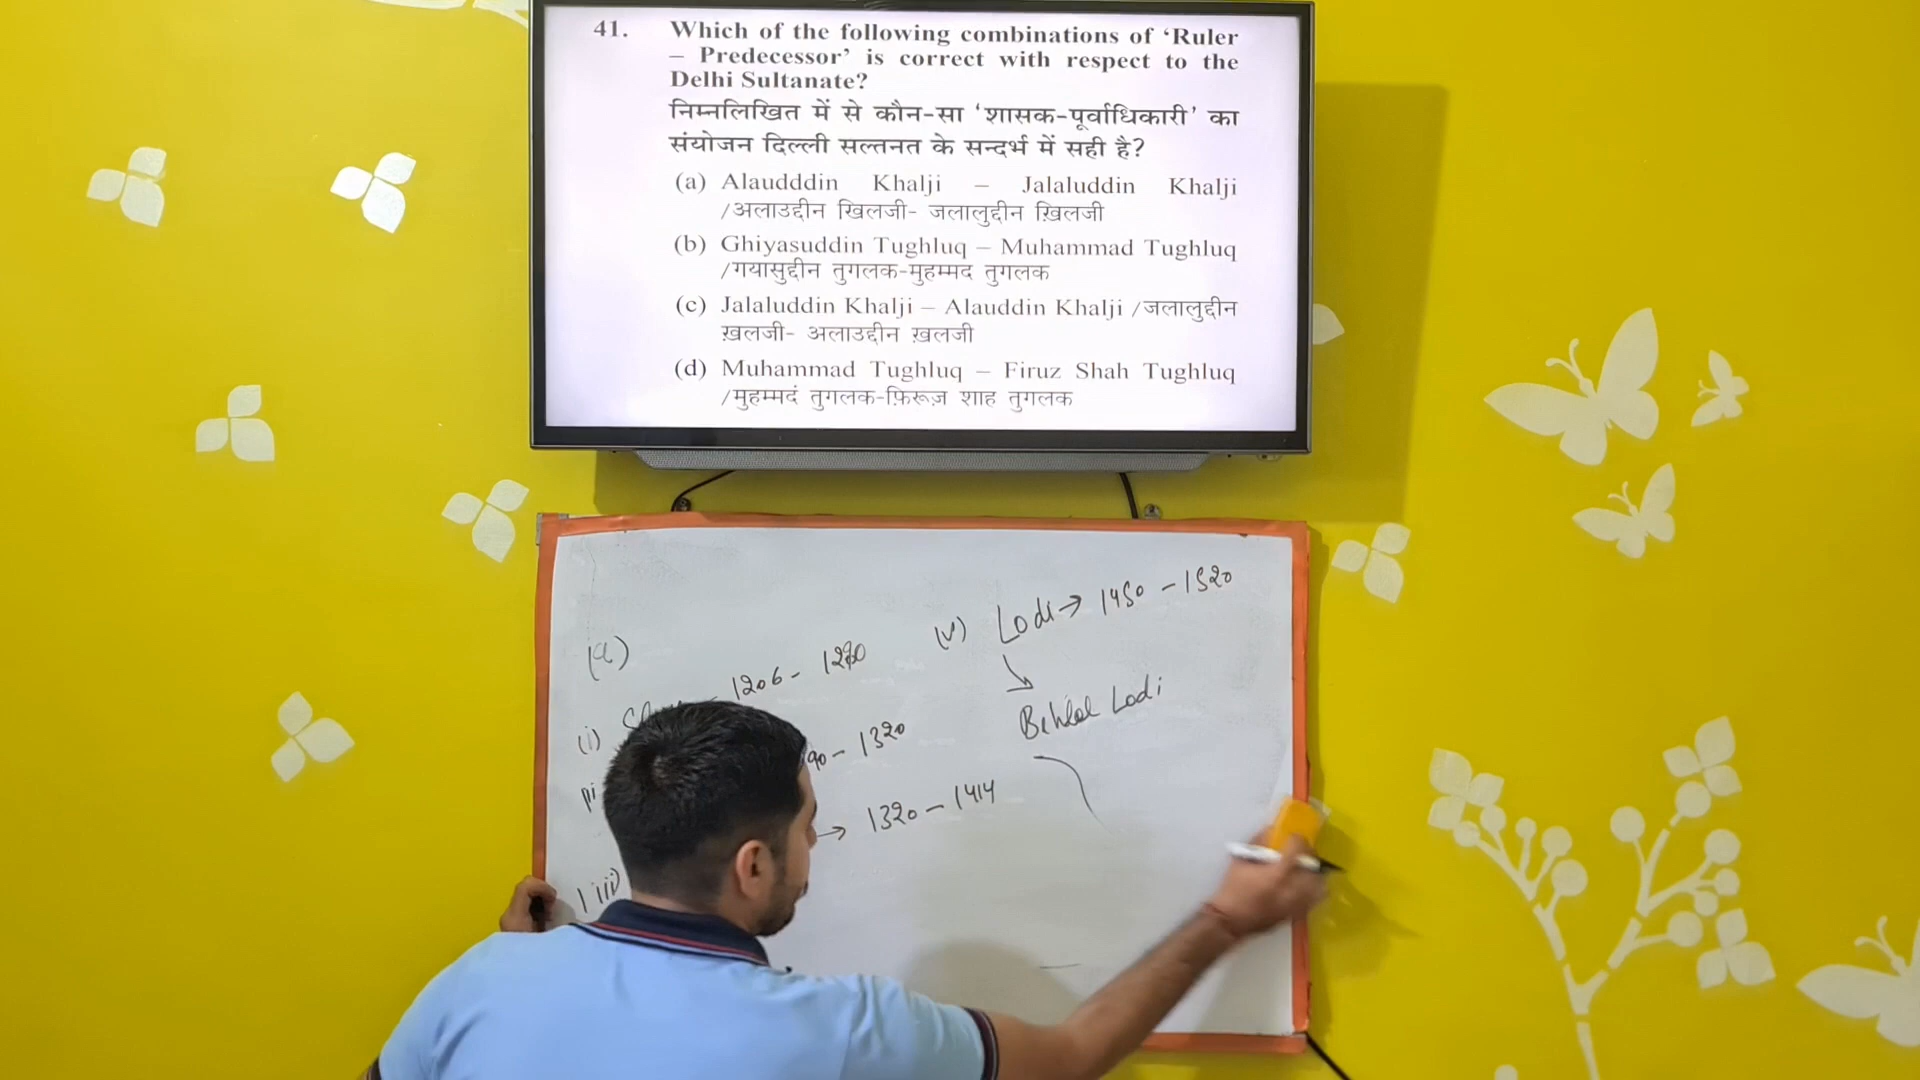 41. Which of the following combinations of ‘Ruler
– Predecessor’ is correct with respect to the
Delhi Sultanate?
निम्नलिखित में से कौन-सा ‘शासक-पूर्वाधिकारी’ का
संयोजन दिल्ली सल्तनत के सन्दर्भ में सही है?
(a) Alaudddin Khalji – Jalaluddin Khalji
/अलाउद्दीन खिलजी- जलालुद्दीन ख़िलजी
(b) Ghiyasuddin Tughluq – Muhammad Tughluq
/गयासुद्दीन तुगलक-मुहम्मद तुगलक
(c) Jalaluddin Khalji – Alauddin Khalji /जलालुद्दीन
ख़लजी- अलाउद्दीन ख़लजी
(d) Muhammad Tughluq – Firuz Shah Tughluq
/मुहम्मदं तुगलक-फ़िरूज़ शाह तुगलक
(a)
(i) 1206 - 1290
90 - 1320
(iii) → 1320 - 1414
(v) Lodi → 1450 - 1520
Behlol Lodi